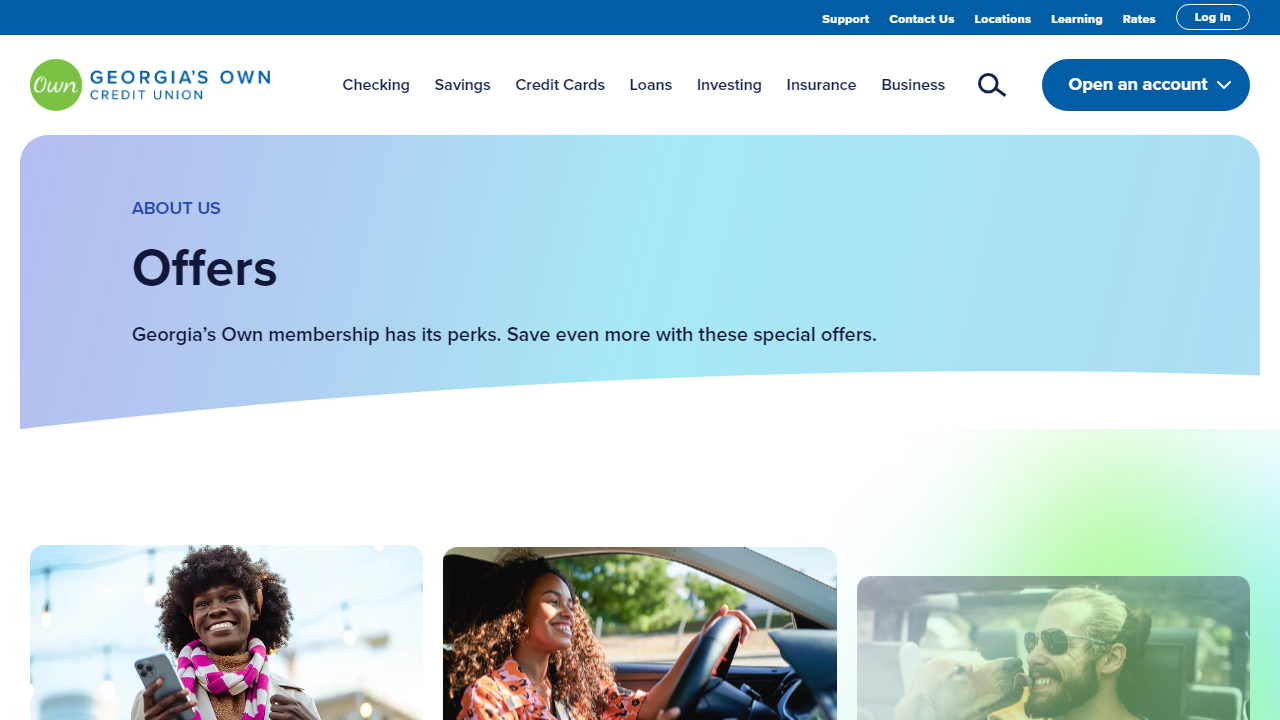 Support Contact Us Locations Learning Rates Log In
Own GEORGIA'S OWN
CREDIT UNION
Checking Savings Credit Cards Loans Investing Insurance Business Open an account
ABOUT US
Offers
Georgia’s Own membership has its perks. Save even more with these special offers.